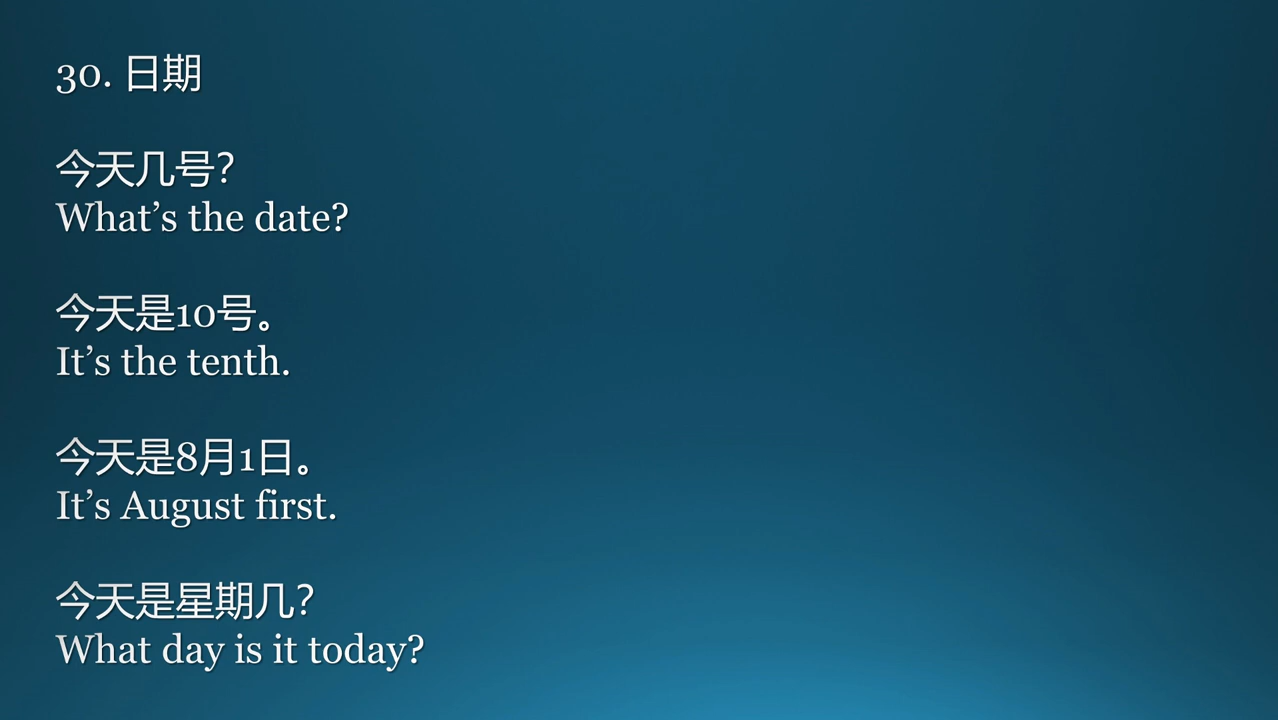 30. 日期
今天几号？
What’s the date?
今天是10号。
It’s the tenth.
今天是8月1日。
It’s August first.
今天是星期几？
What day is it today?